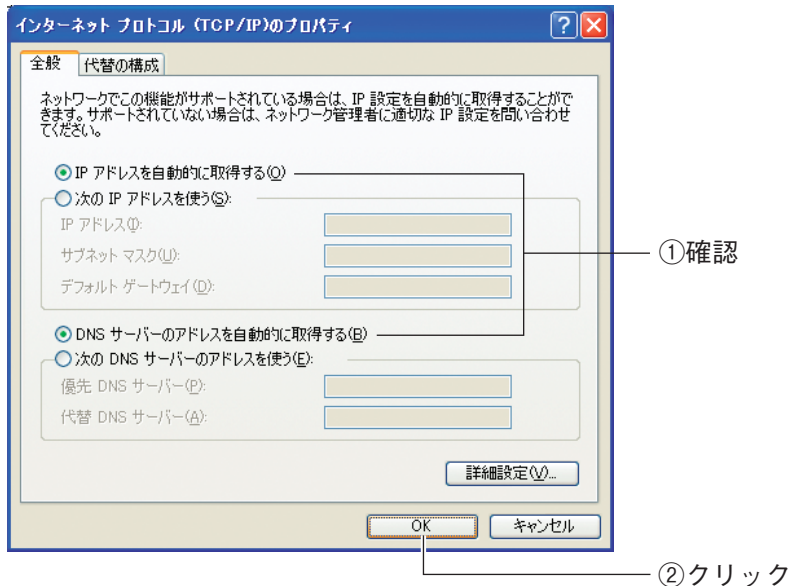 インターネット プロトコル (TCP/IP)のプロパティ
全般 代替の構成
ネットワークでこの機能がサポートされている場合は、IP 設定を自動的に取得することがで
きます。サポートされていない場合は、ネットワーク管理者に適切な IP 設定を問い合わせ
てください。
IP アドレスを自動的に取得する(O)
次の IP アドレスを使う(S):
IP アドレス(I):
サブネット マスク(U):
デフォルト ゲートウェイ(D):
①確認
DNS サーバーのアドレスを自動的に取得する(B)
次の DNS サーバーのアドレスを使う(E):
優先 DNS サーバー(P):
代替 DNS サーバー(A):
詳細設定(V)...
OK キャンセル
②クリック